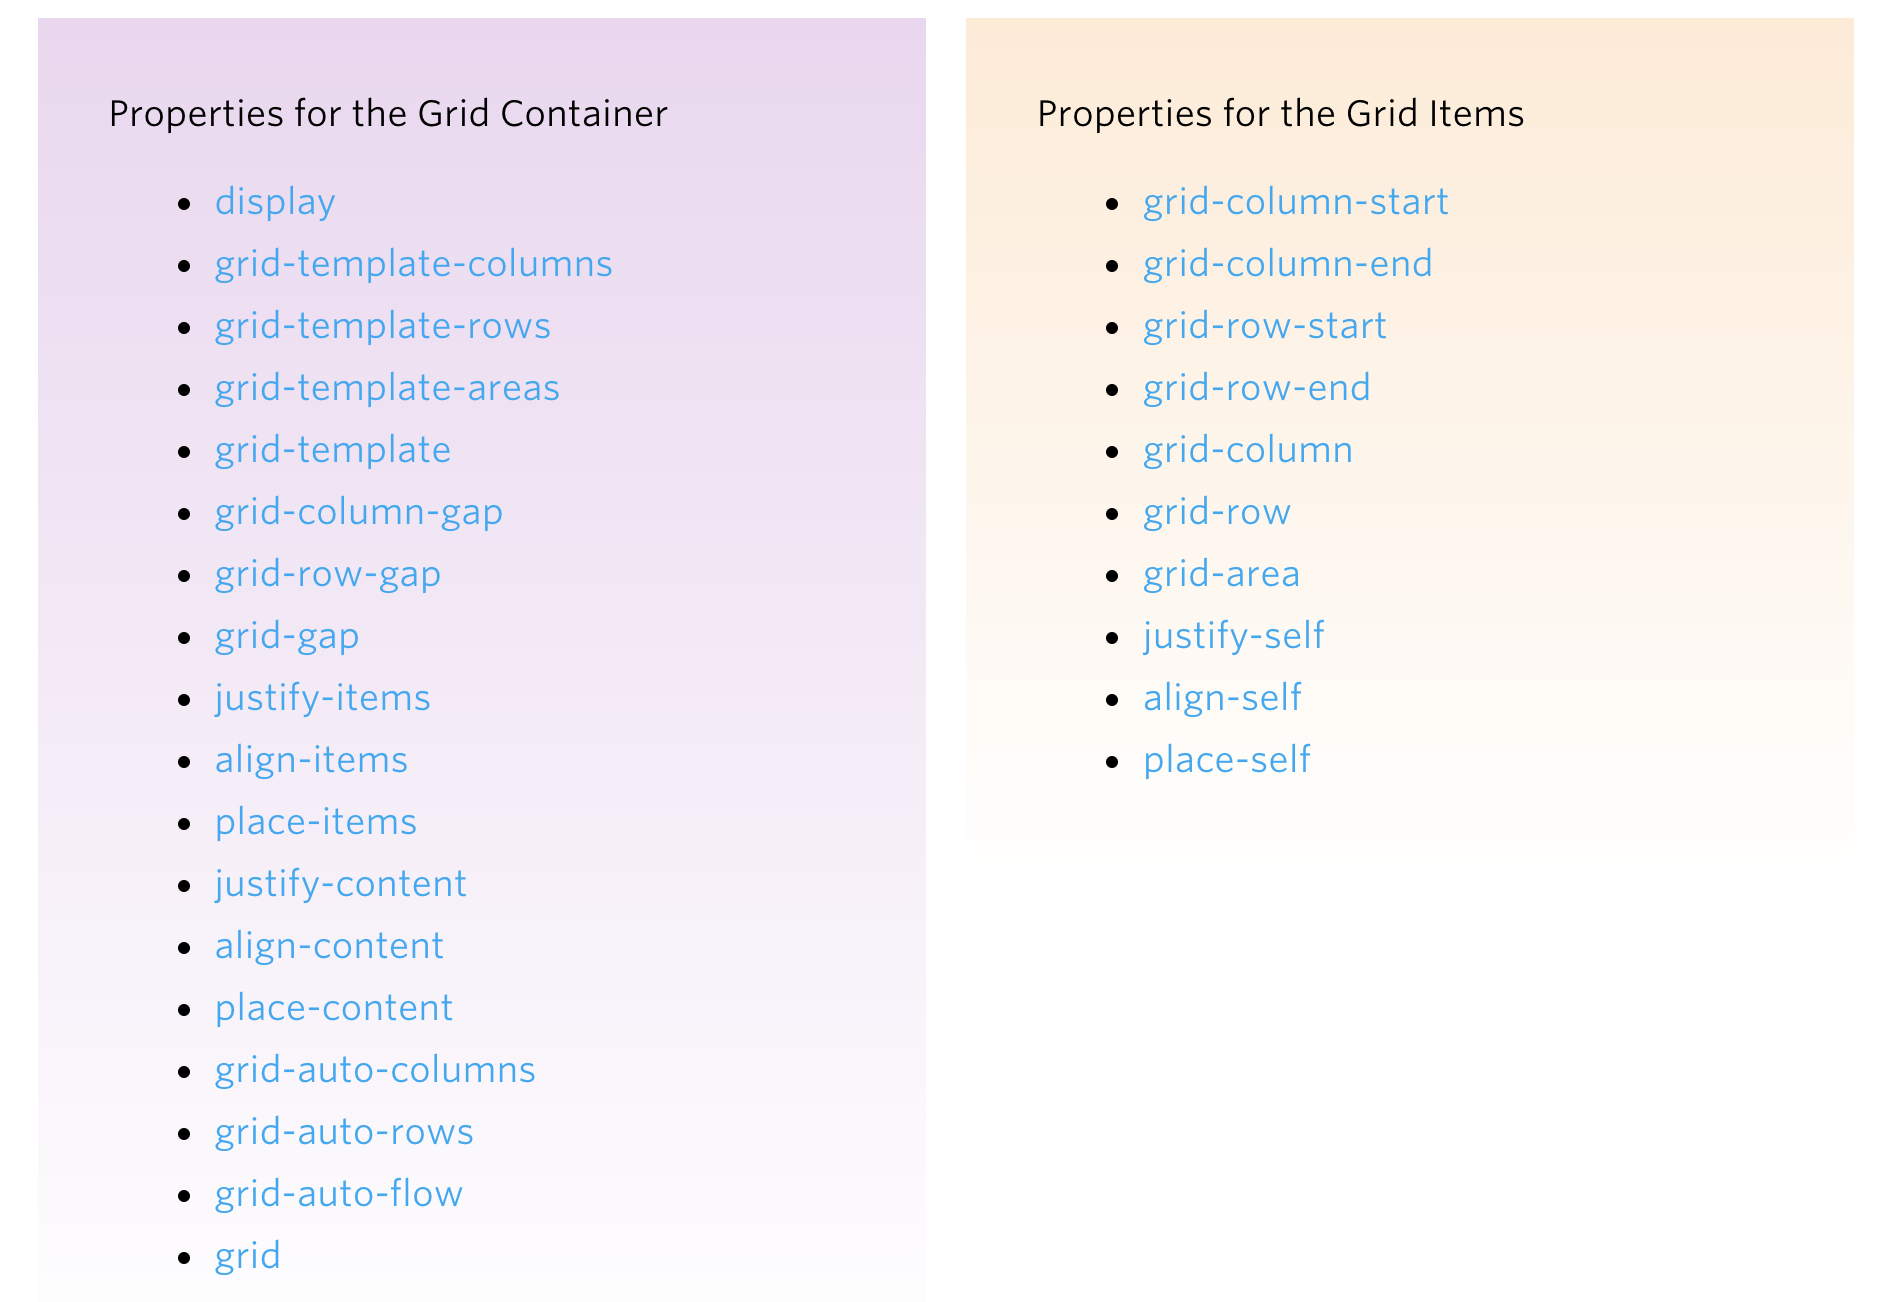 Properties for the Grid Container
display
grid-template-columns
grid-template-rows
grid-template-areas
grid-template
grid-column-gap
grid-row-gap
grid-gap
justify-items
align-items
place-items
justify-content
align-content
place-content
grid-auto-columns
grid-auto-rows
grid-auto-flow
grid
Properties for the Grid Items
grid-column-start
grid-column-end
grid-row-start
grid-row-end
grid-column
grid-row
grid-area
justify-self
align-self
place-self